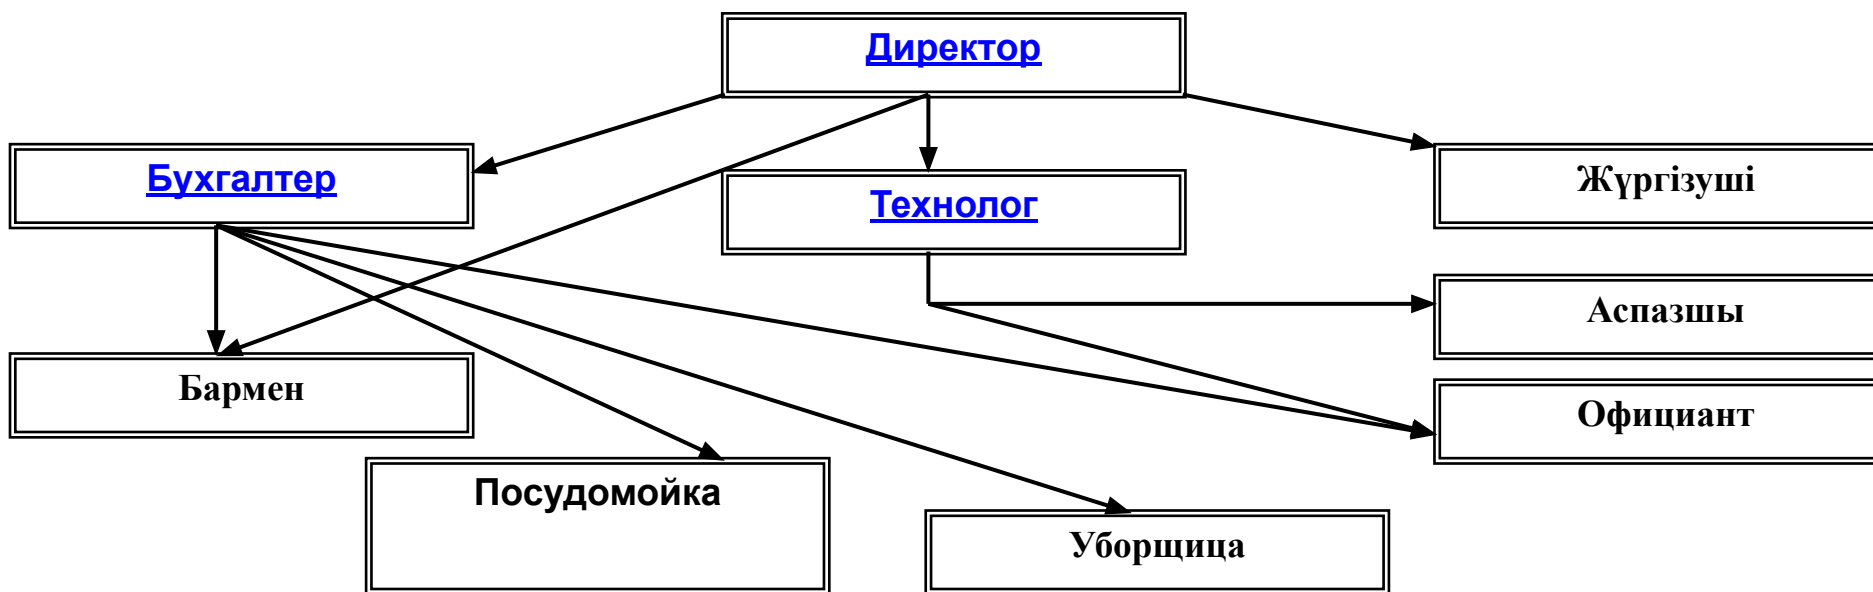 Директор
Бухгалтер
Технолог
Жүргізуші
Аспазшы
Бармен
Официант
Посудомойка
Уборщица